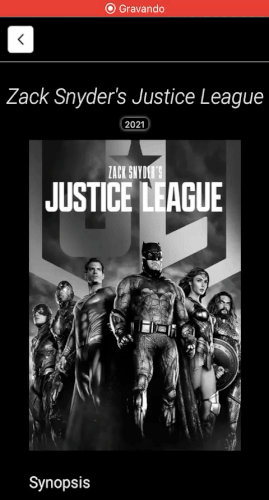 Gravando
Zack Snyder's Justice League
2021
ZACK SNYDER'S
JUSTICE LEAGUE
Synopsis